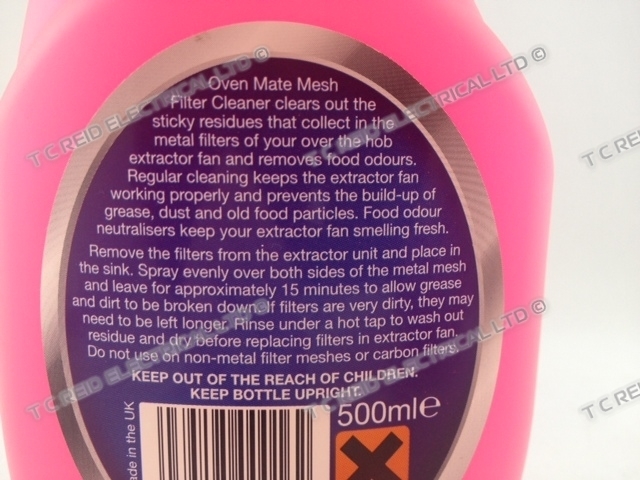 Oven Mate Mesh
Filter Cleaner clears out the
sticky residues that collect in the
metal filters of your over the hob
extractor fan and removes food odours.
Regular cleaning keeps the extractor fan
working properly and prevents the build-up of
grease, dust and old food particles. Food odour
neutralisers keep your extractor fan smelling fresh.
Remove the filters from the extractor unit and place in
the sink. Spray evenly over both sides of the metal mesh
and leave for approximately 15 minutes to allow grease
and dirt to be broken down. If filters are very dirty, they may
need to be left longer. Rinse under a hot tap to wash out
residue and dry before replacing filters in extractor fan.
Do not use on non-metal filter meshes or carbon filters.
KEEP OUT OF THE REACH OF CHILDREN.
KEEP BOTTLE UPRIGHT.
500ml℮
ade in the UK
T C REID ELECTRICAL LTD ©
T C REID ELECTRICAL LTD ©
T C REID
T C REID